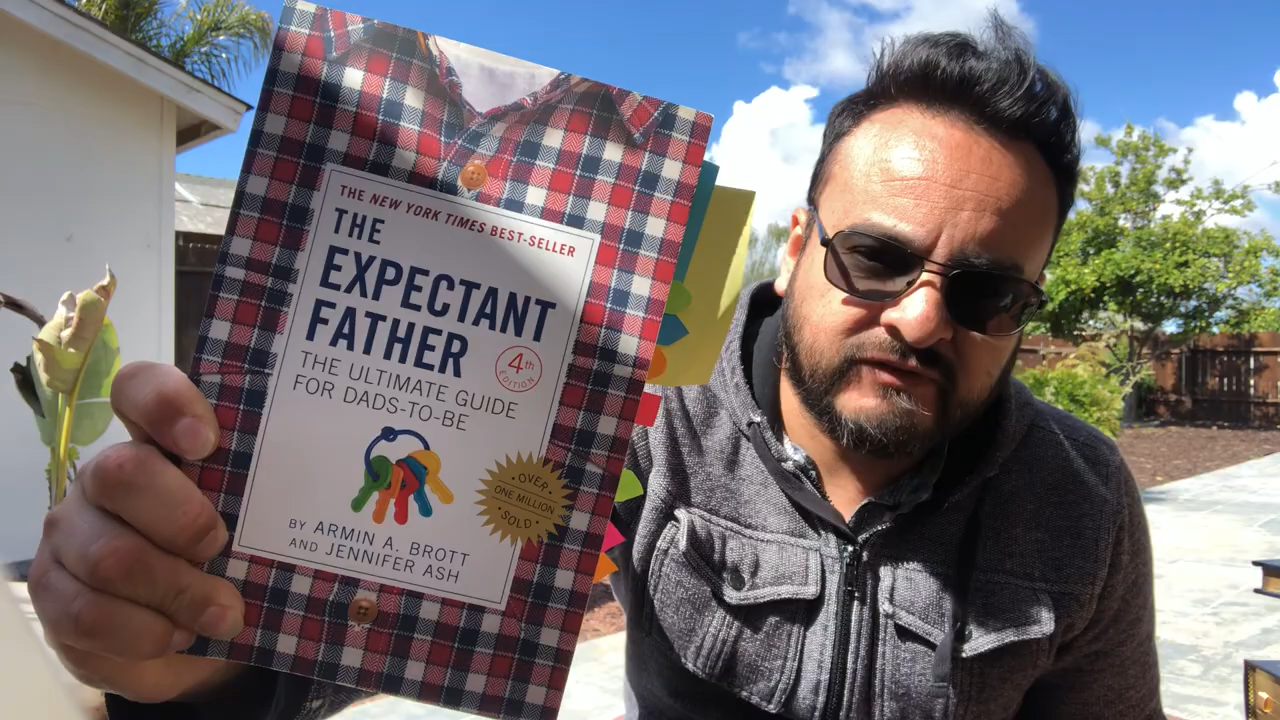 THE NEW YORK TIMES BEST-SELLER
THE
EXPECTANT
FATHER
4th
EDITION
THE ULTIMATE GUIDE
FOR DADS-TO-BE
OVER
ONE MILLION
SOLD
BY ARMIN A. BROTT
AND JENNIFER ASH